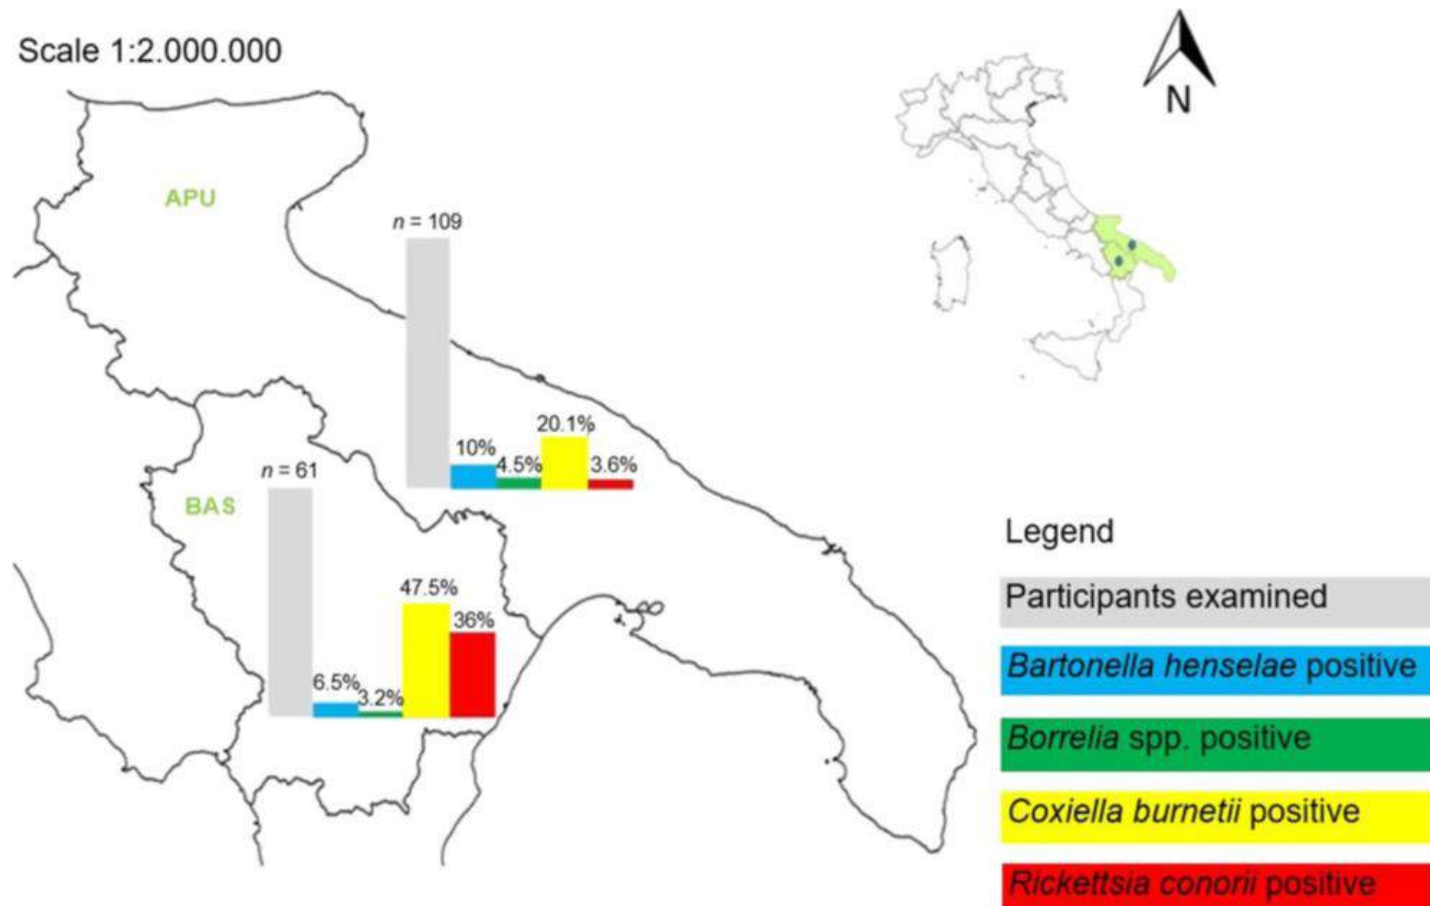 Scale 1:2.000.000
N
APU
n = 109
20.1%
10%
4.5%
3.6%
n = 61
BAS
47.5%
36%
6.5%
3.2%
Legend
Participants examined
Bartonella henselae positive
Borrelia spp. positive
Coxiella burnetii positive
Rickettsia conorii positive